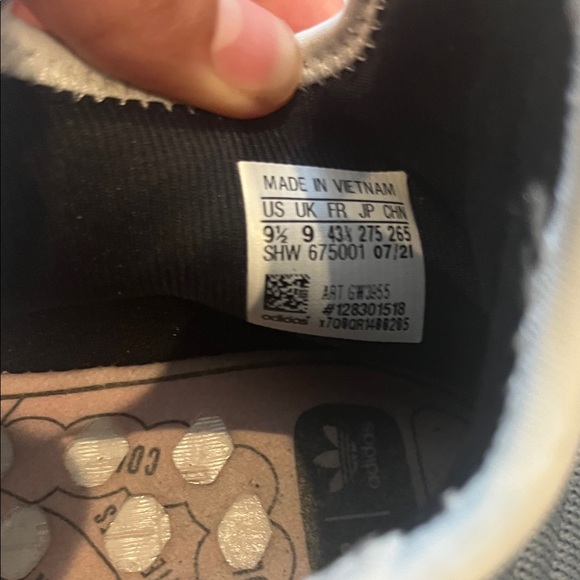 MADE IN VIETNAM
US UK FR JP CHN
9½ 9 43⅓ 275 265
SHW 675001 07/21
ART GW3955
#128301518
adidas
adidas